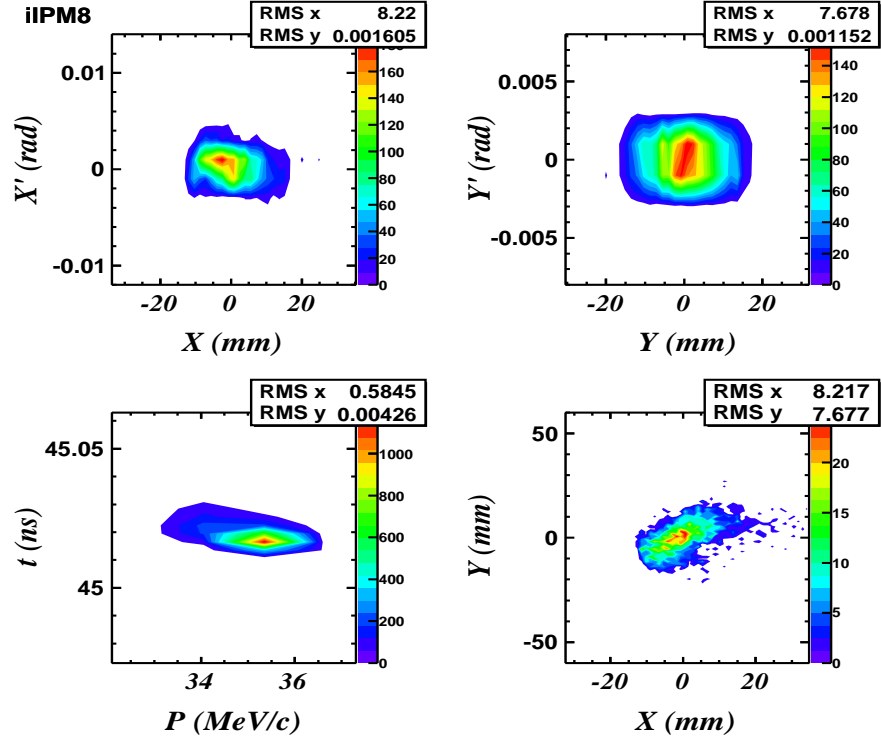 iIPM8
RMS x 8.22
RMS y 0.001605
0.01
0
-0.01
X' (rad)
-20 0 20
X (mm)
180
160
140
120
100
80
60
40
20
0
RMS x 7.678
RMS y 0.001152
0.005
0
-0.005
Y' (rad)
-20 0 20
Y (mm)
140
120
100
80
60
40
20
0
RMS x 0.5845
RMS y 0.00426
45.05
45
t (ns)
34 36
P (MeV/c)
1000
800
600
400
200
0
RMS x 8.217
RMS y 7.677
50
0
-50
Y (mm)
-20 0 20
X (mm)
20
15
10
5
0